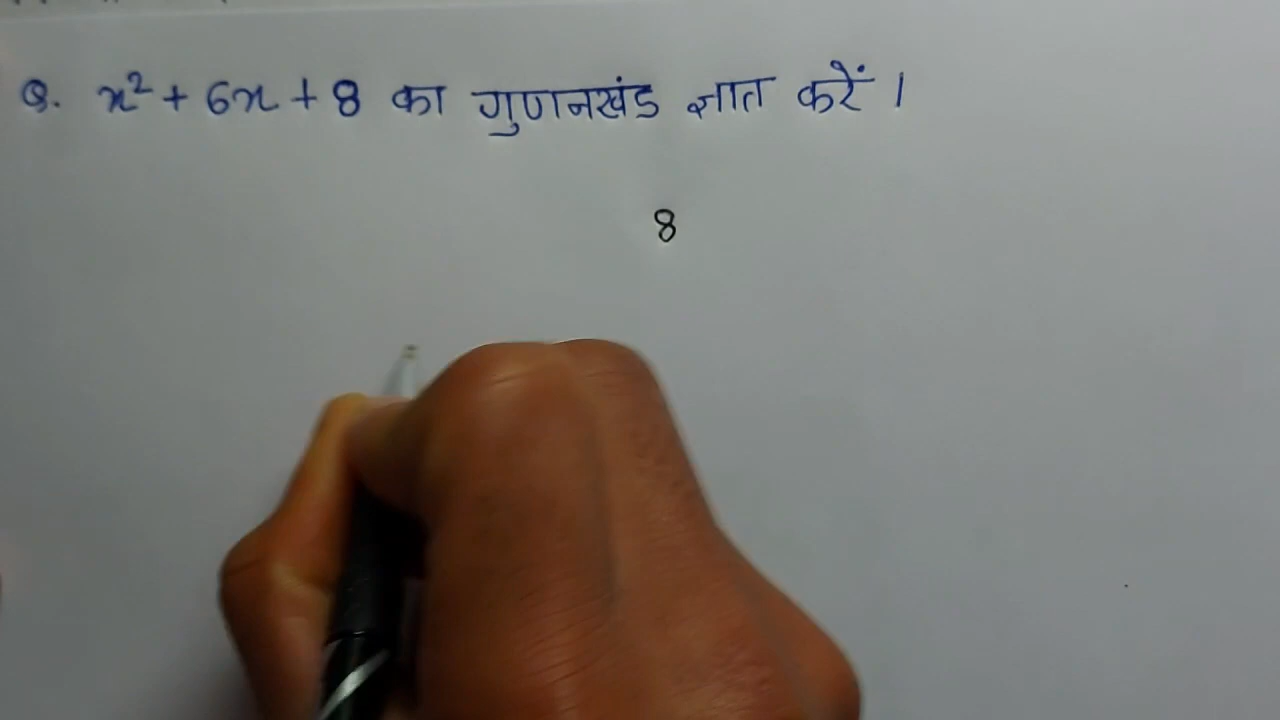 Q. x² + 6x + 8 का गुणनखंड ज्ञात करें ।
8